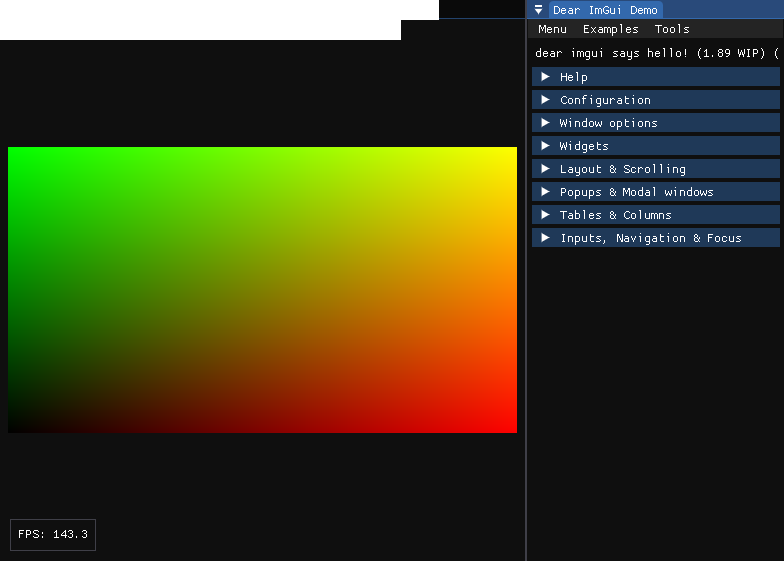 Dear ImGui Demo
Menu Examples Tools
dear imgui says hello! (1.89 WIP) (
Help
Configuration
Window options
Widgets
Layout & Scrolling
Popups & Modal windows
Tables & Columns
Inputs, Navigation & Focus
FPS: 143.3